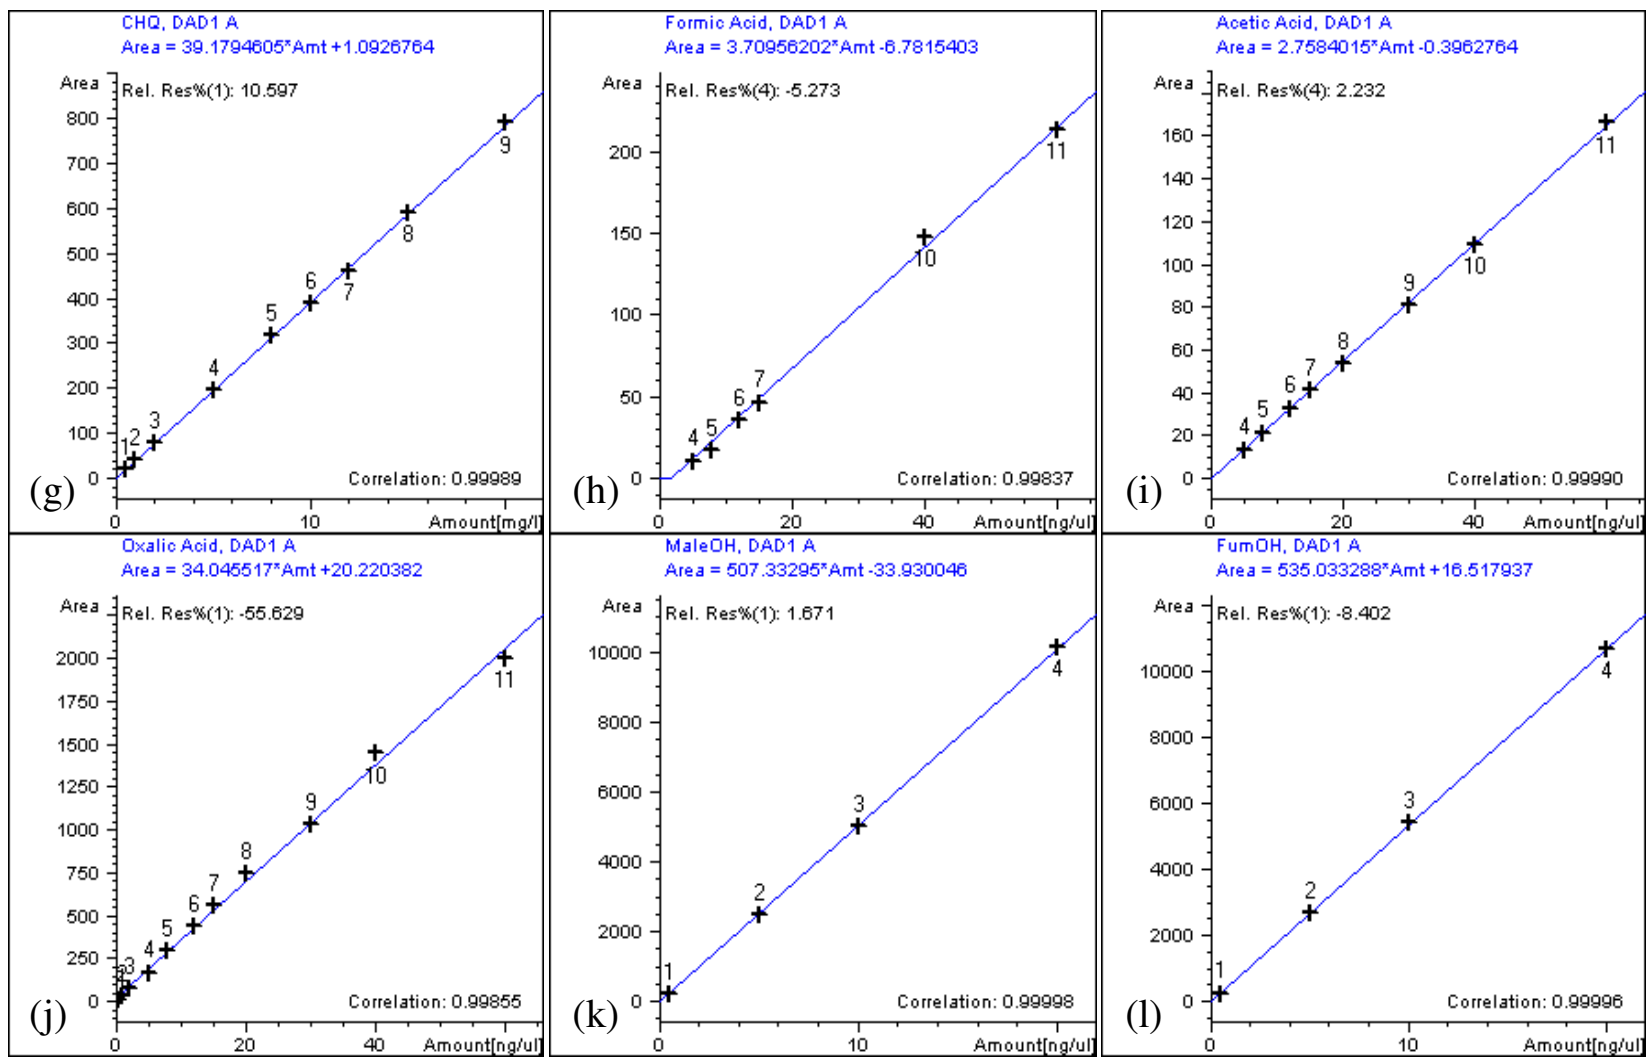 CHQ, DAD1 A
Area = 39.1794605*Amt +1.0926764
Area
Rel. Res%(1): 10.597
800
700
600
500
400
300
200
100
0
1
2
3
4
5
6
7
8
9
Correlation: 0.99989
(g)
0
10
Amount[mg/l]
Formic Acid, DAD1 A
Area = 3.70956202*Amt -6.7815403
Area
Rel. Res%(4): -5.273
200
150
100
50
0
4
5
6
7
10
11
Correlation: 0.99837
(h)
0
20
40
Amount[ng/ul]
Acetic Acid, DAD1 A
Area = 2.7584015*Amt -0.3962764
Area
Rel. Res%(4): 2.232
160
140
120
100
80
60
40
20
0
4
5
6
7
8
9
10
11
Correlation: 0.99990
(i)
0
20
40
Amount[ng/ul]
Oxalic Acid, DAD1 A
Area = 34.045517*Amt +20.220382
Area
Rel. Res%(1): -55.629
2000
1750
1500
1250
1000
750
500
250
0
3
4
5
6
7
8
9
10
11
Correlation: 0.99855
(j)
0
20
40
Amount[ng/ul]
MaleOH, DAD1 A
Area = 507.33295*Amt -33.930046
Area
Rel. Res%(1): 1.671
10000
8000
6000
4000
2000
0
1
2
3
4
Correlation: 0.99998
(k)
0
10
Amount[ng/ul]
FumOH, DAD1 A
Area = 535.033288*Amt +16.517937
Area
Rel. Res%(1): -8.402
10000
8000
6000
4000
2000
0
1
2
3
4
Correlation: 0.99996
(l)
0
10
Amount[ng/ul]